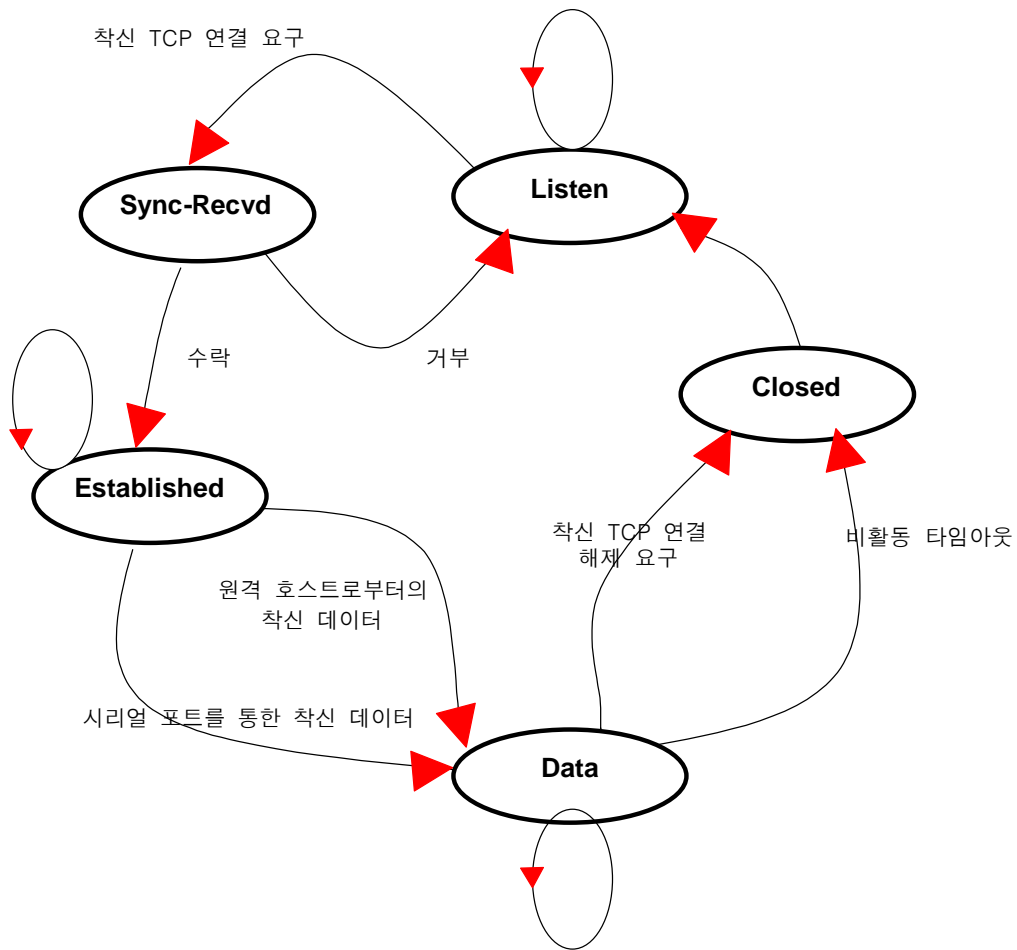 착신 TCP 연결 요구
Listen
Sync-Recvd
수락
거부
Closed
Established
착신 TCP 연결
해제 요구
비활동 타임아웃
원격 호스트로부터의
착신 데이터
시리얼 포트를 통한 착신 데이터
Data